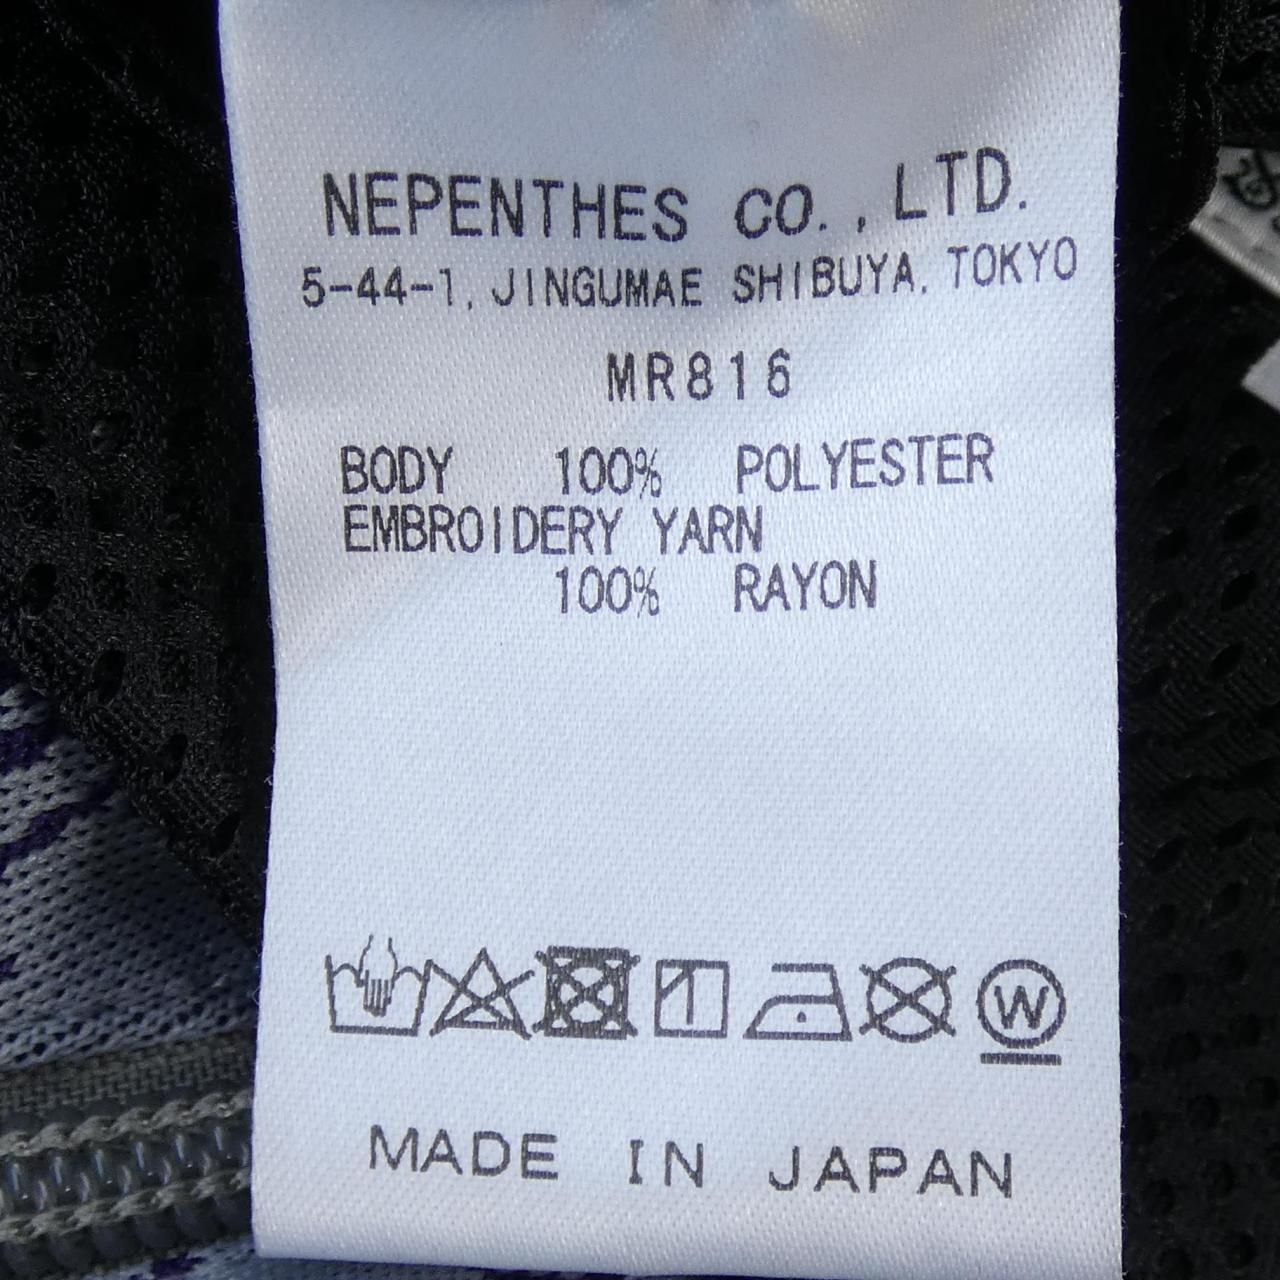 NEPENTHES CO., LTD.
5-44-1, JINGUMAE SHIBUYA, TOKYO
MR816
BODY 100% POLYESTER
EMBROIDERY YARN
100% RAYON
W
MADE IN JAPAN